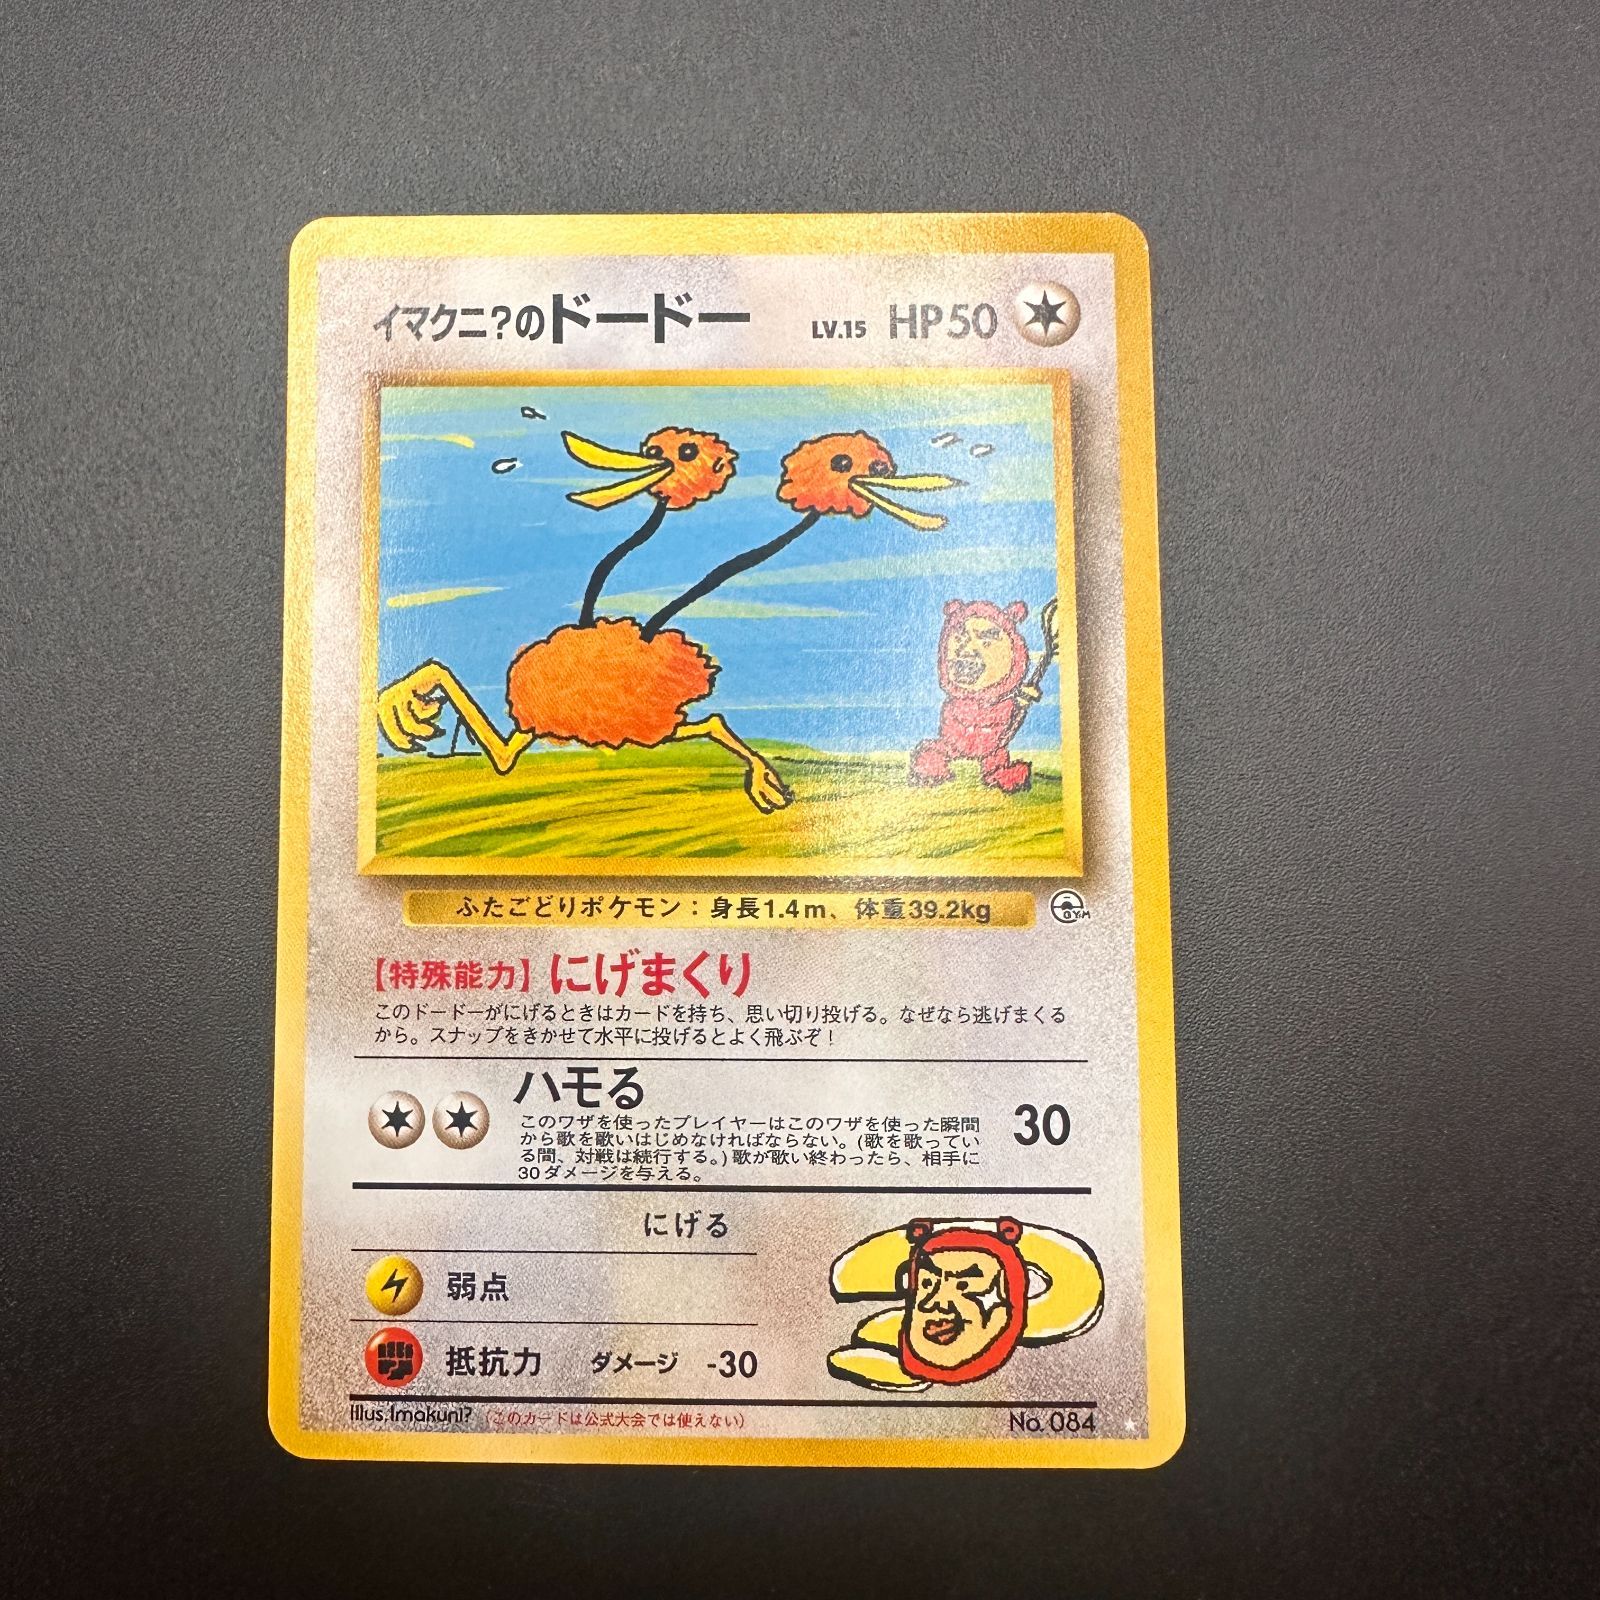 イマクニ?のドードー LV.15 HP50
ふたごどりポケモン：身長1.4m、体重39.2kg
GYM
【特殊能力】にげまくり
このドードーがにげるときはカードを持ち、思い切り投げる。なぜなら逃げまくる
から。スナップをきかせて水平に投げるとよく飛ぶぞ！
ハモる 30
このワザを使ったプレイヤーはこのワザを使った瞬間
から歌を歌いはじめなければならない。(歌を歌ってい
る間、対戦は続行する。)歌が歌い終わったら、相手に
30ダメージを与える。
にげる
弱点
抵抗力 ダメージ -30
Illus.Imakuni? (このカードは公式大会では使えない) No.084